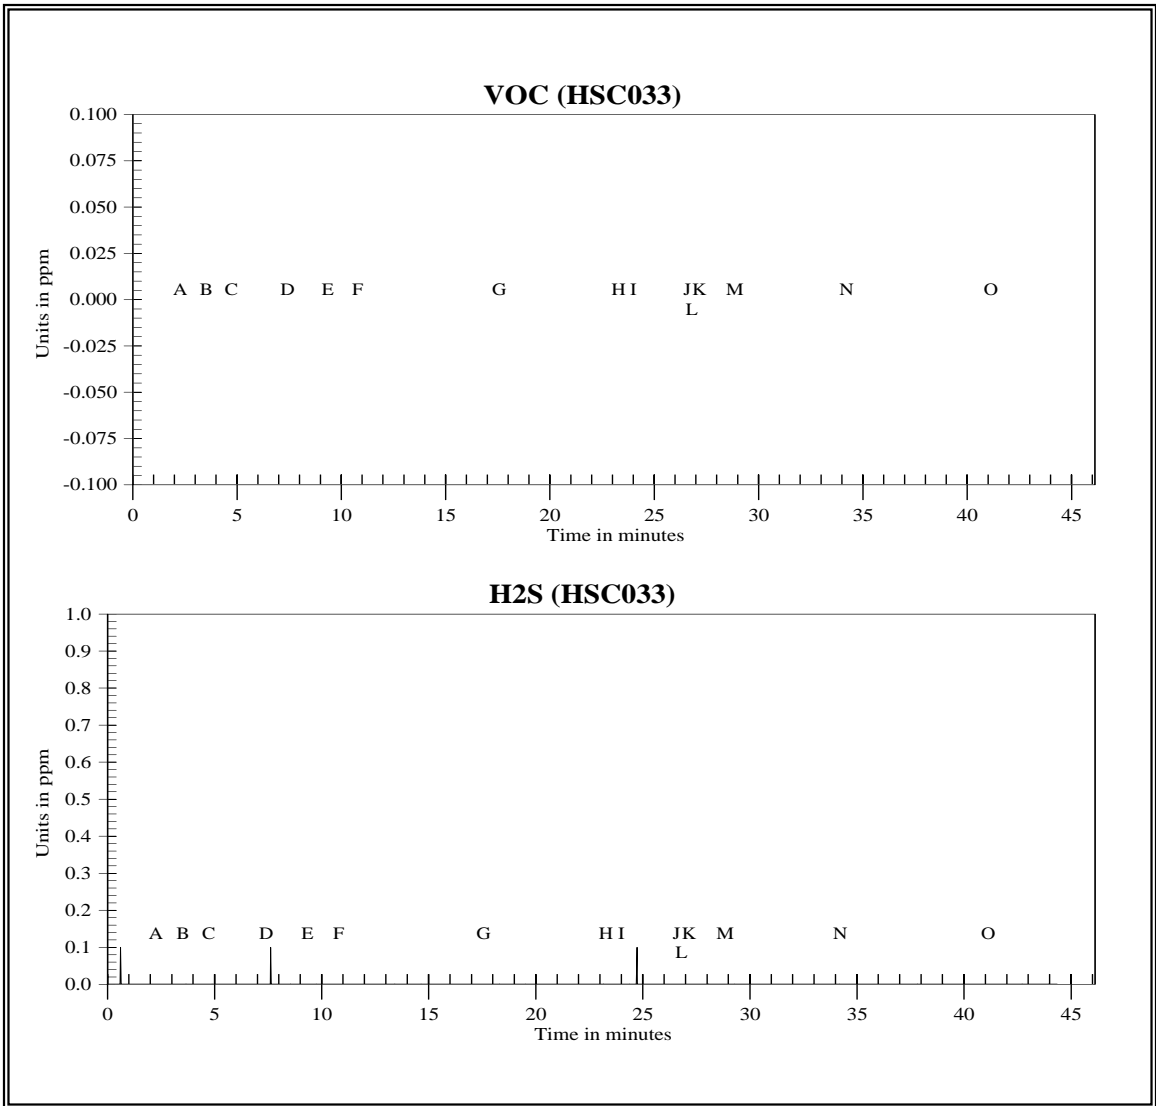 VOC (HSC033)
0.100
0.075
0.050
0.025
0.000
-0.025
-0.050
-0.075
-0.100
Units in ppm
A B C D E F G H I J K M N O
L
0 5 10 15 20 25 30 35 40 45
Time in minutes
H2S (HSC033)
1.0
0.9
0.8
0.7
0.6
0.5
0.4
0.3
0.2
0.1
0.0
Units in ppm
A B C D E F G H I J K M N O
L
0 5 10 15 20 25 30 35 40 45
Time in minutes